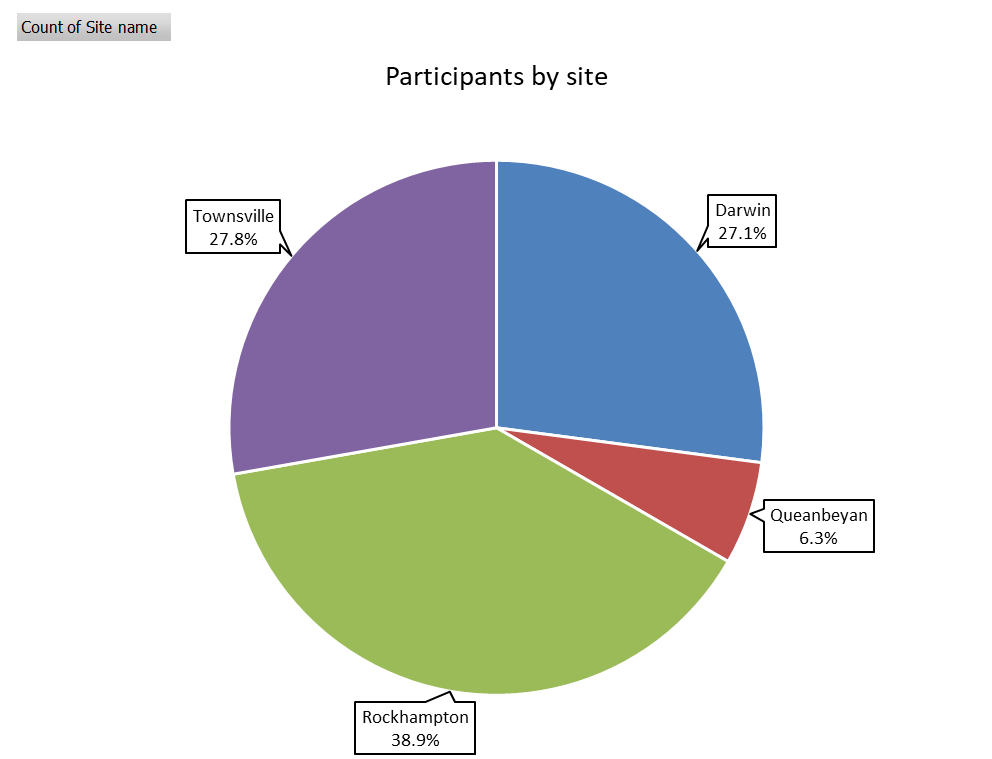 Count of Site name
Participants by site
Townsville
27.8%
Darwin
27.1%
Queanbeyan
6.3%
Rockhampton
38.9%